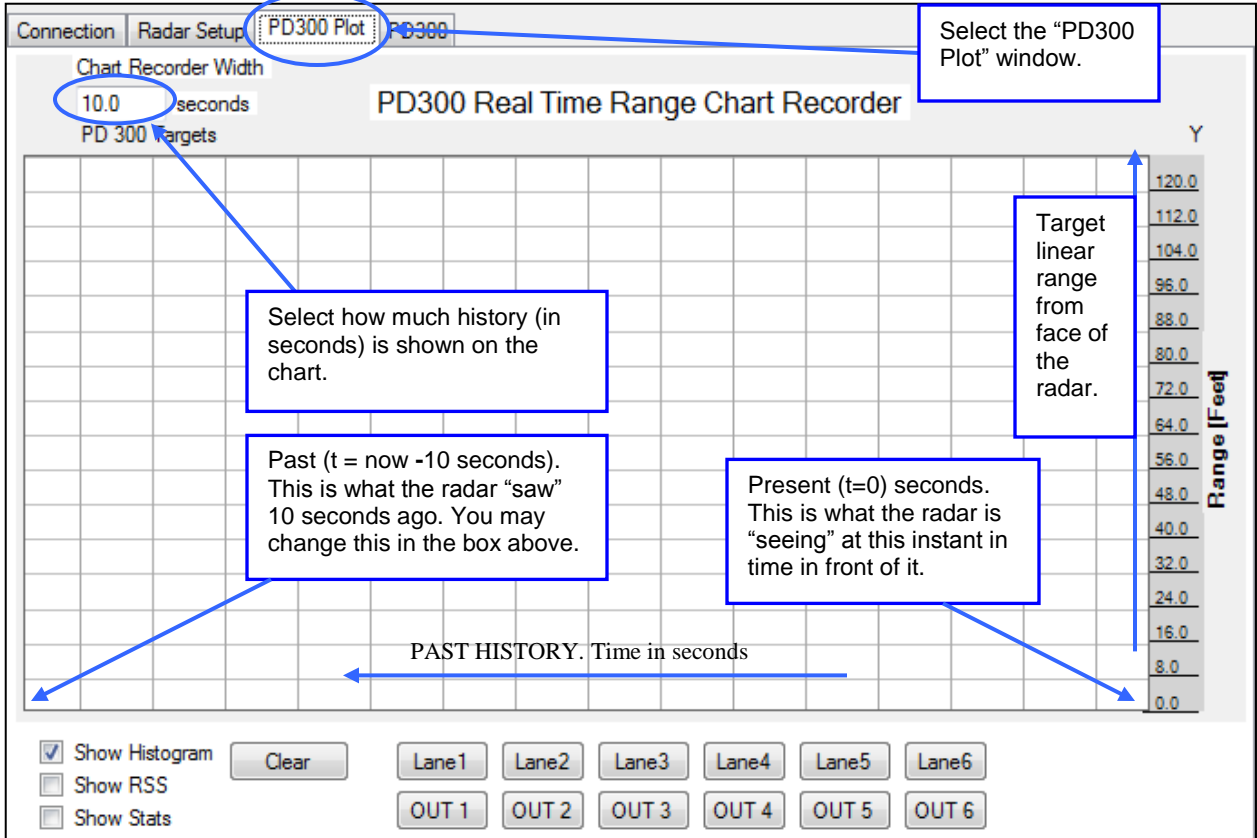 Connection Radar Setup PD300 Plot PD300
Select the “PD300
Plot” window.
Chart Recorder Width
10.0 seconds
PD300 Real Time Range Chart Recorder
PD 300 Targets
Y
120.0
112.0
104.0
96.0
88.0
80.0
72.0
64.0
56.0
48.0
40.0
32.0
24.0
16.0
8.0
0.0
Range [Feet]
Target
linear
range
from
face of
the
radar.
Select how much history (in
seconds) is shown on the
chart.
Past (t = now -10 seconds).
This is what the radar “saw”
10 seconds ago. You may
change this in the box above.
Present (t=0) seconds.
This is what the radar is
“seeing” at this instant in
time in front of it.
PAST HISTORY. Time in seconds
Show Histogram
Show RSS
Show Stats
Clear
Lane1 Lane2 Lane3 Lane4 Lane5 Lane6
OUT 1 OUT 2 OUT 3 OUT 4 OUT 5 OUT 6